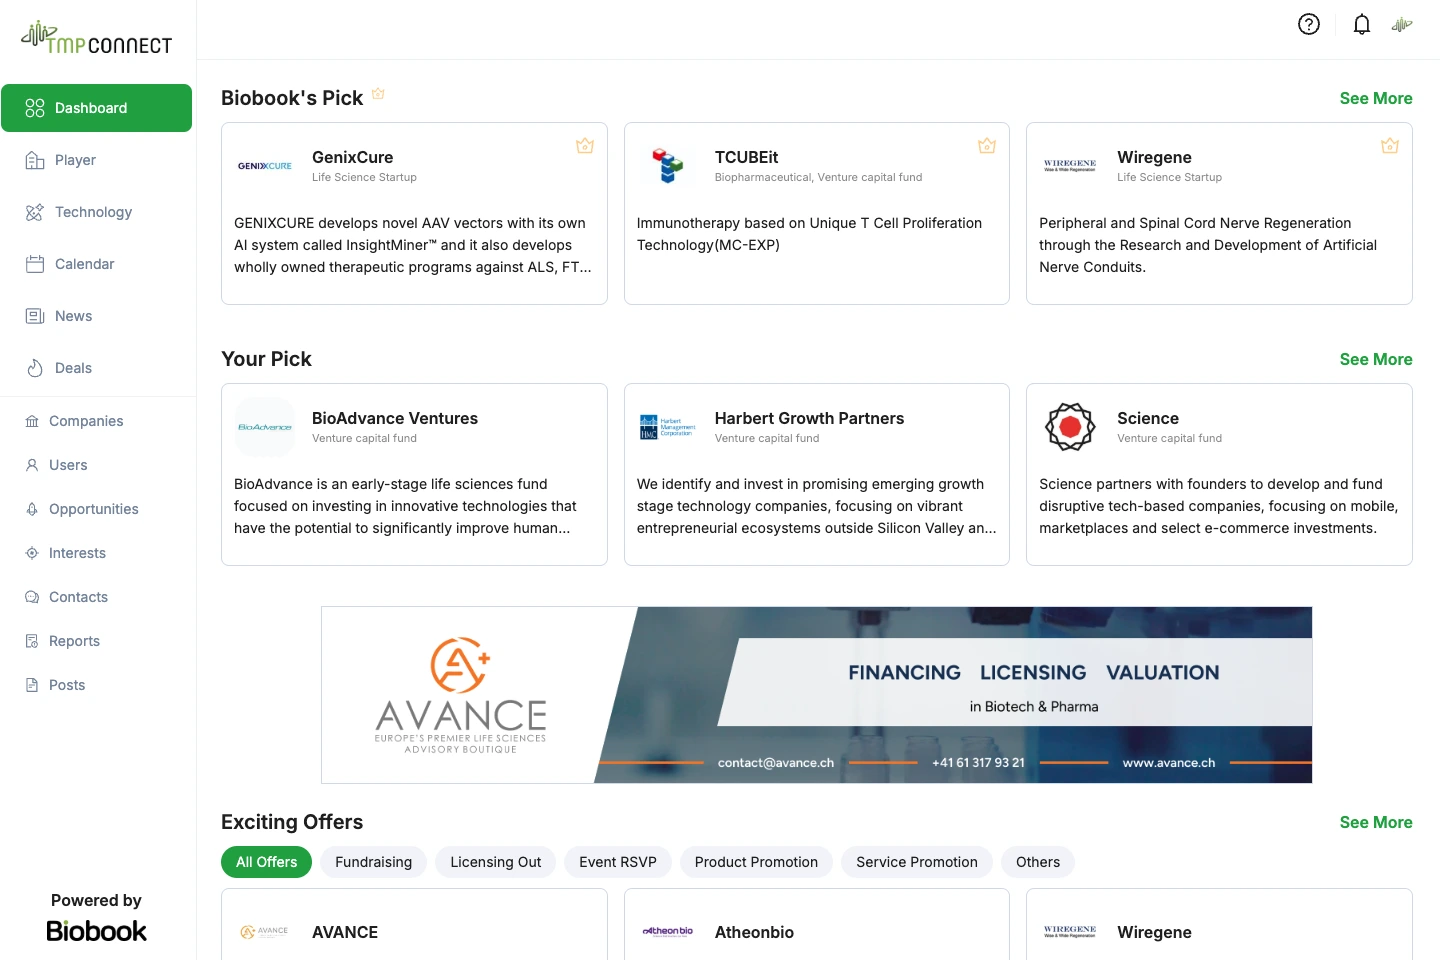 TMPCONNECT
Dashboard
Player
Technology
Calendar
News
Deals
Companies
Users
Opportunities
Interests
Contacts
Reports
Posts
Powered by
Biobook
Biobook's Pick
See More
GENIXCURE
GenixCure
Life Science Startup
GENIXCURE develops novel AAV vectors with its own
AI system called InsightMiner™ and it also develops
wholly owned therapeutic programs against ALS, FT...
TCUBEit
Biopharmaceutical, Venture capital fund
Immunotherapy based on Unique T Cell Proliferation
Technology(MC-EXP)
WIREGENE
Wise & Wide Regeneration
Wiregene
Life Science Startup
Peripheral and Spinal Cord Nerve Regeneration
through the Research and Development of Artificial
Nerve Conduits.
Your Pick
See More
BioAdvance
BioAdvance Ventures
Venture capital fund
BioAdvance is an early-stage life sciences fund
focused on investing in innovative technologies that
have the potential to significantly improve human...
HMC
Harbert
Management
Corporation
Harbert Growth Partners
Venture capital fund
We identify and invest in promising emerging growth
stage technology companies, focusing on vibrant
entrepreneurial ecosystems outside Silicon Valley an...
Science
Venture capital fund
Science partners with founders to develop and fund
disruptive tech-based companies, focusing on mobile,
marketplaces and select e-commerce investments.
AVANCE
EUROPE'S PREMIER LIFE SCIENCES
ADVISORY BOUTIQUE
FINANCING LICENSING VALUATION
in Biotech & Pharma
contact@avance.ch
+41 61 317 93 21
www.avance.ch
Exciting Offers
See More
All Offers
Fundraising
Licensing Out
Event RSVP
Product Promotion
Service Promotion
Others
AVANCE
AVANCE
Atheonbio
Atheonbio
WIREGENE
Wise & Wide Regeneration
Wiregene